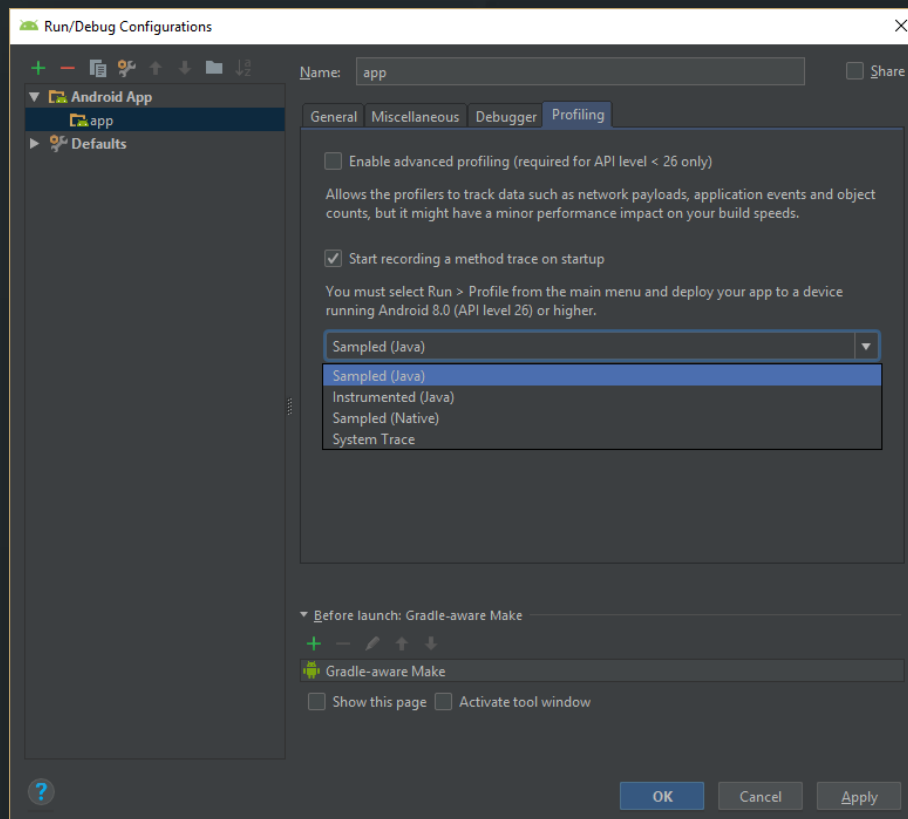 Run/Debug Configurations
Name: app
Share
Android App
app
Defaults
General Miscellaneous Debugger Profiling
Enable advanced profiling (required for API level < 26 only)
Allows the profilers to track data such as network payloads, application events and object
counts, but it might have a minor performance impact on your build speeds.
Start recording a method trace on startup
You must select Run > Profile from the main menu and deploy your app to a device
running Android 8.0 (API level 26) or higher.
Sampled (Java)
Sampled (Java)
Instrumented (Java)
Sampled (Native)
System Trace
Before launch: Gradle-aware Make
Gradle-aware Make
Show this page Activate tool window
?
OK Cancel Apply